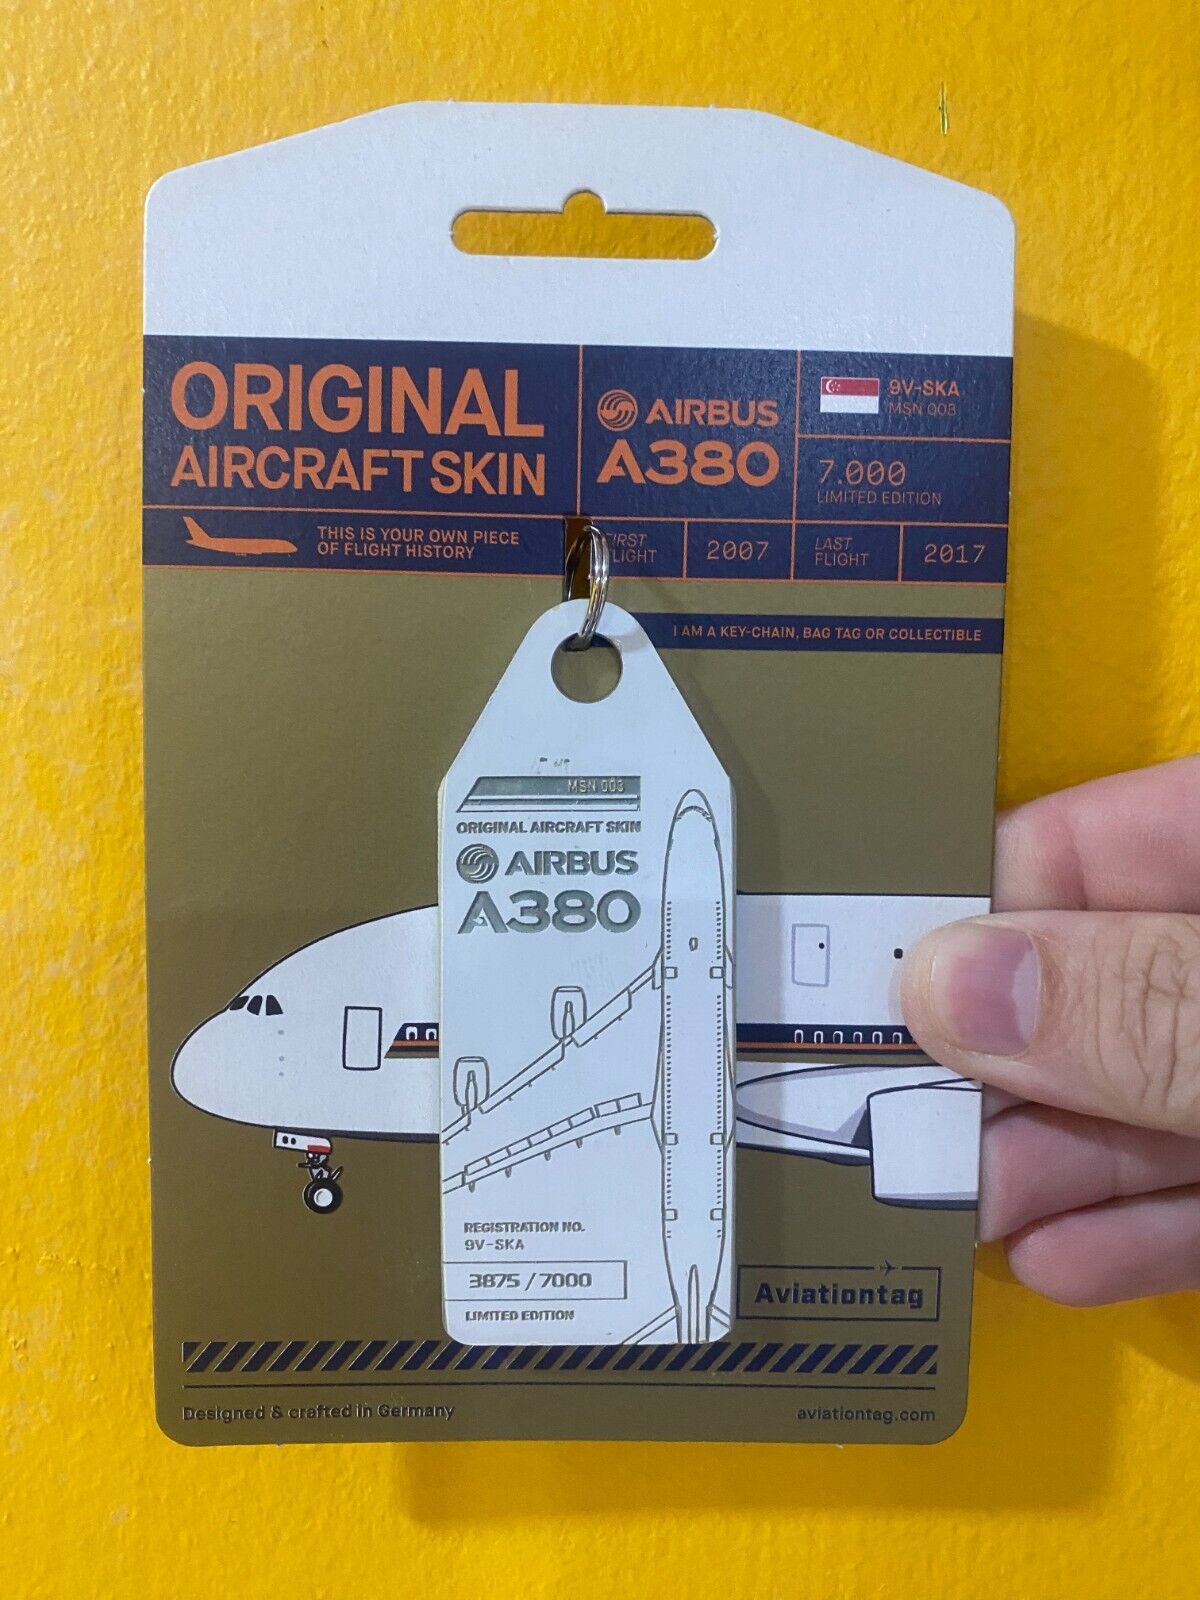 ORIGINAL
AIRCRAFT SKIN
AIRBUS
A380
9V-SKA
MSN 003
7.000
LIMITED EDITION
THIS IS YOUR OWN PIECE
OF FLIGHT HISTORY
FIRST
FLIGHT
2007
LAST
FLIGHT
2017
I AM A KEY-CHAIN, BAG TAG OR COLLECTIBLE
MSN 003
ORIGINAL AIRCRAFT SKIN
AIRBUS
A380
REGISTRATION NO.
9V-SKA
3875 / 7000
LIMITED EDITION
Aviationtag
Designed & crafted in Germany
aviationtag.com